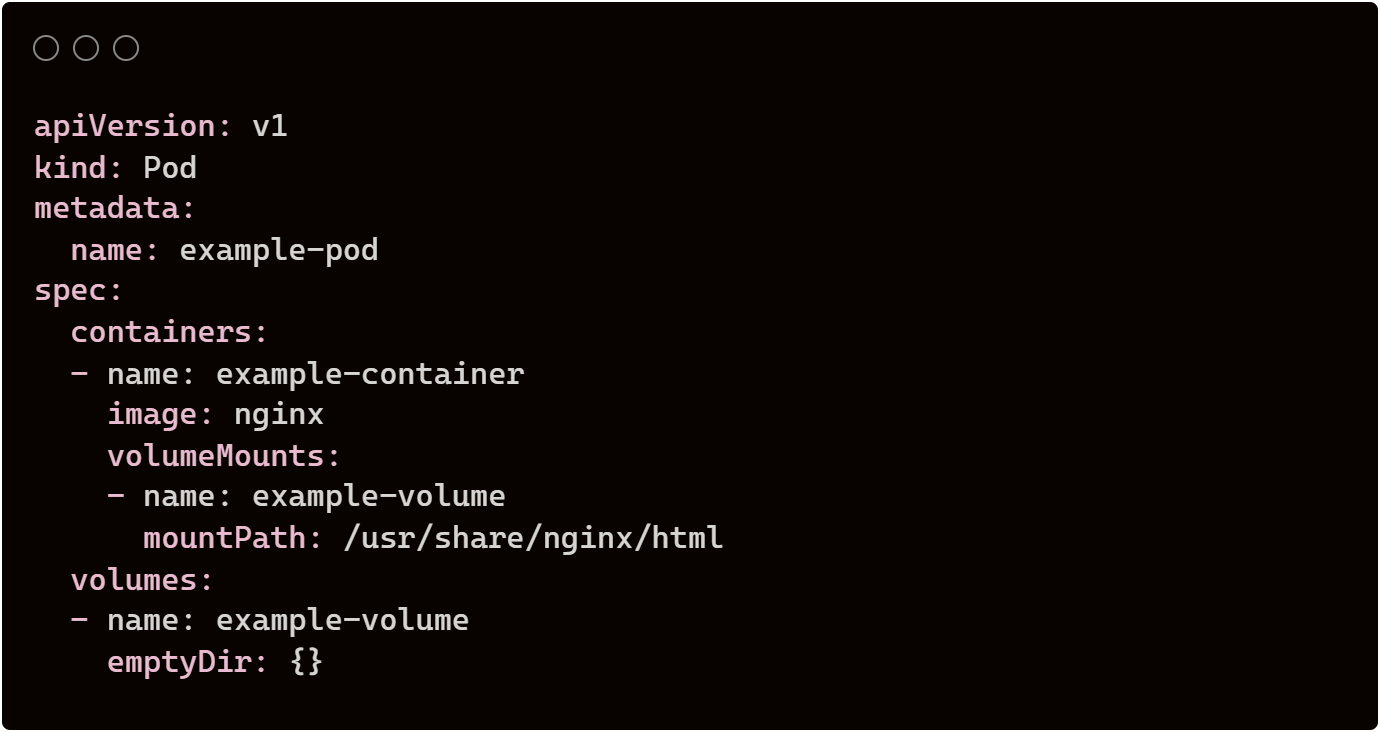 apiVersion: v1
kind: Pod
metadata:
  name: example-pod
spec:
  containers:
  - name: example-container
    image: nginx
    volumeMounts:
    - name: example-volume
      mountPath: /usr/share/nginx/html
  volumes:
  - name: example-volume
    emptyDir: {}